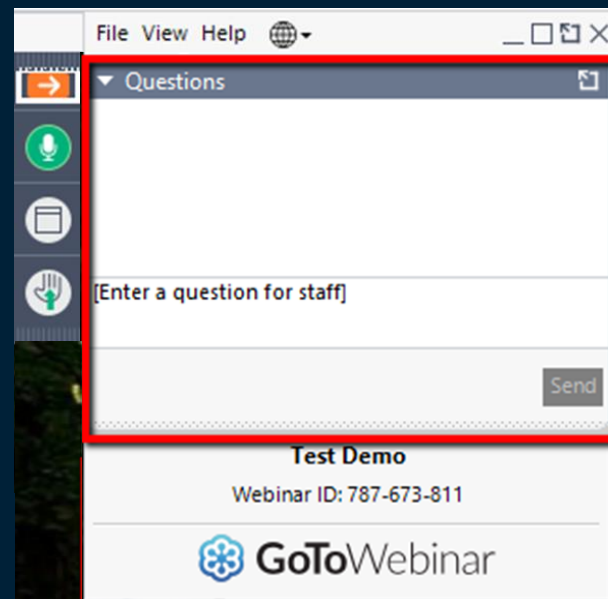 File View Help
Questions
[Enter a question for staff]
Send
Test Demo
Webinar ID: 787-673-811
GoToWebinar